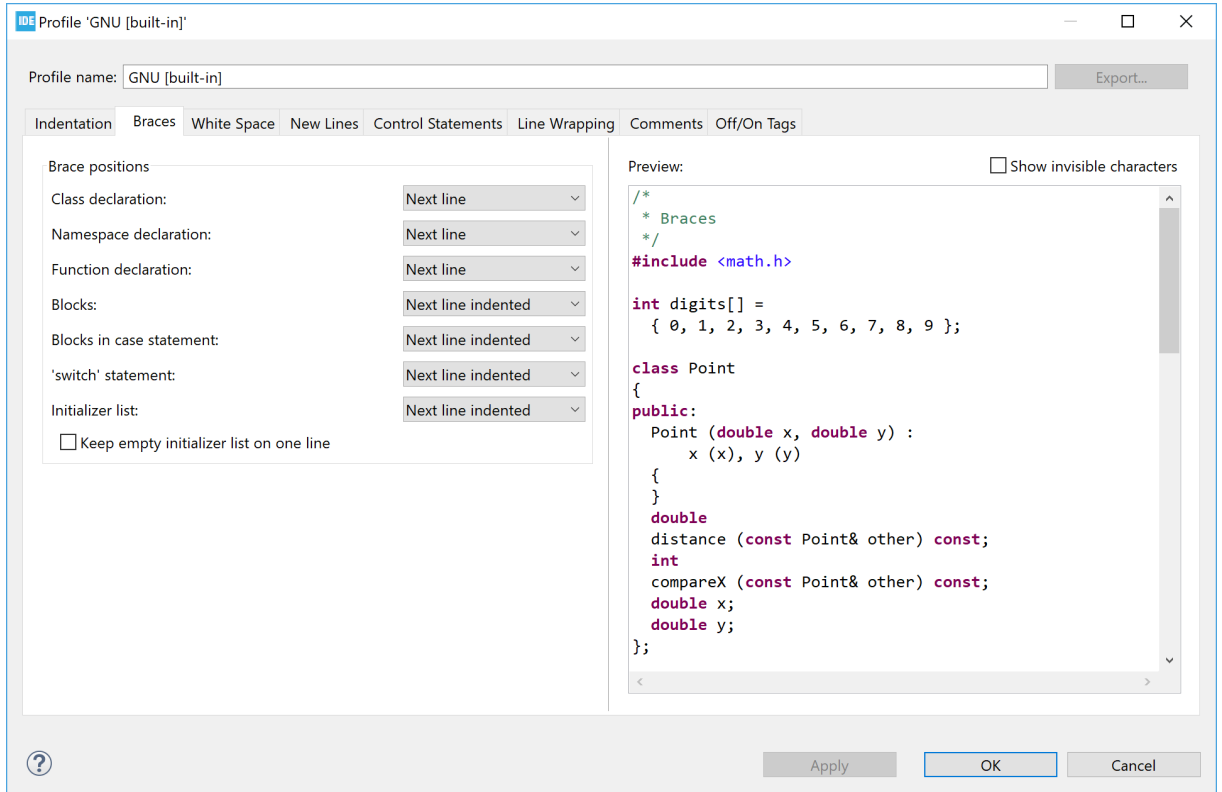 IDE Profile 'GNU [built-in]'
Profile name: GNU [built-in] Export...
Indentation Braces White Space New Lines Control Statements Line Wrapping Comments Off/On Tags
Brace positions
Class declaration: Next line
Namespace declaration: Next line
Function declaration: Next line
Blocks: Next line indented
Blocks in case statement: Next line indented
'switch' statement: Next line indented
Initializer list: Next line indented
Keep empty initializer list on one line
Preview: Show invisible characters
/*
 * Braces
 */
#include <math.h>

int digits[] =
  { 0, 1, 2, 3, 4, 5, 6, 7, 8, 9 };

class Point
{
public:
  Point (double x, double y) :
      x (x), y (y)
  {
  }
  double
  distance (const Point& other) const;
  int
  compareX (const Point& other) const;
  double x;
  double y;
};
? Apply OK Cancel